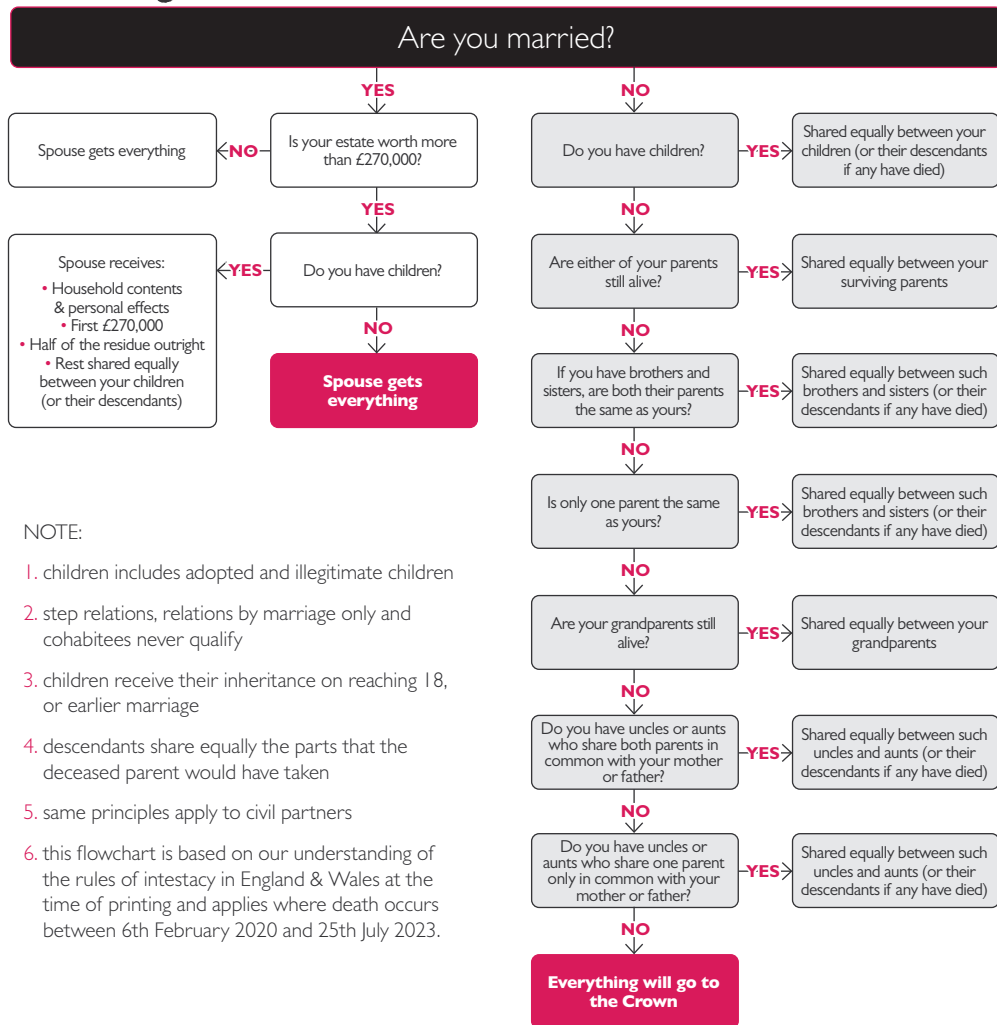 Are you married?
YES
NO
Spouse gets everything
NO
Is your estate worth more
than £270,000?
Do you have children?
YES
Shared equally between your
children (or their descendants
if any have died)
YES
NO
Spouse receives:
• Household contents
& personal effects
• First £270,000
• Half of the residue outright
• Rest shared equally
between your children
(or their descendants)
YES
Do you have children?
Are either of your parents
still alive?
YES
Shared equally between your
surviving parents
NO
NO
Spouse gets
everything
If you have brothers and
sisters, are both their parents
the same as yours?
YES
Shared equally between such
brothers and sisters (or their
descendants if any have died)
NO
Is only one parent the same
as yours?
YES
Shared equally between such
brothers and sisters (or their
descendants if any have died)
NO
Are your grandparents still
alive?
YES
Shared equally between your
grandparents
NO
Do you have uncles or aunts
who share both parents in
common with your mother
or father?
YES
Shared equally between such
uncles and aunts (or their
descendants if any have died)
NO
Do you have uncles or
aunts who share one parent
only in common with your
mother or father?
YES
Shared equally between such
uncles and aunts (or their
descendants if any have died)
NO
Everything will go to
the Crown
NOTE:
1. children includes adopted and illegitimate children
2. step relations, relations by marriage only and
cohabitees never qualify
3. children receive their inheritance on reaching 18,
or earlier marriage
4. descendants share equally the parts that the
deceased parent would have taken
5. same principles apply to civil partners
6. this flowchart is based on our understanding of
the rules of intestacy in England & Wales at the
time of printing and applies where death occurs
between 6th February 2020 and 25th July 2023.